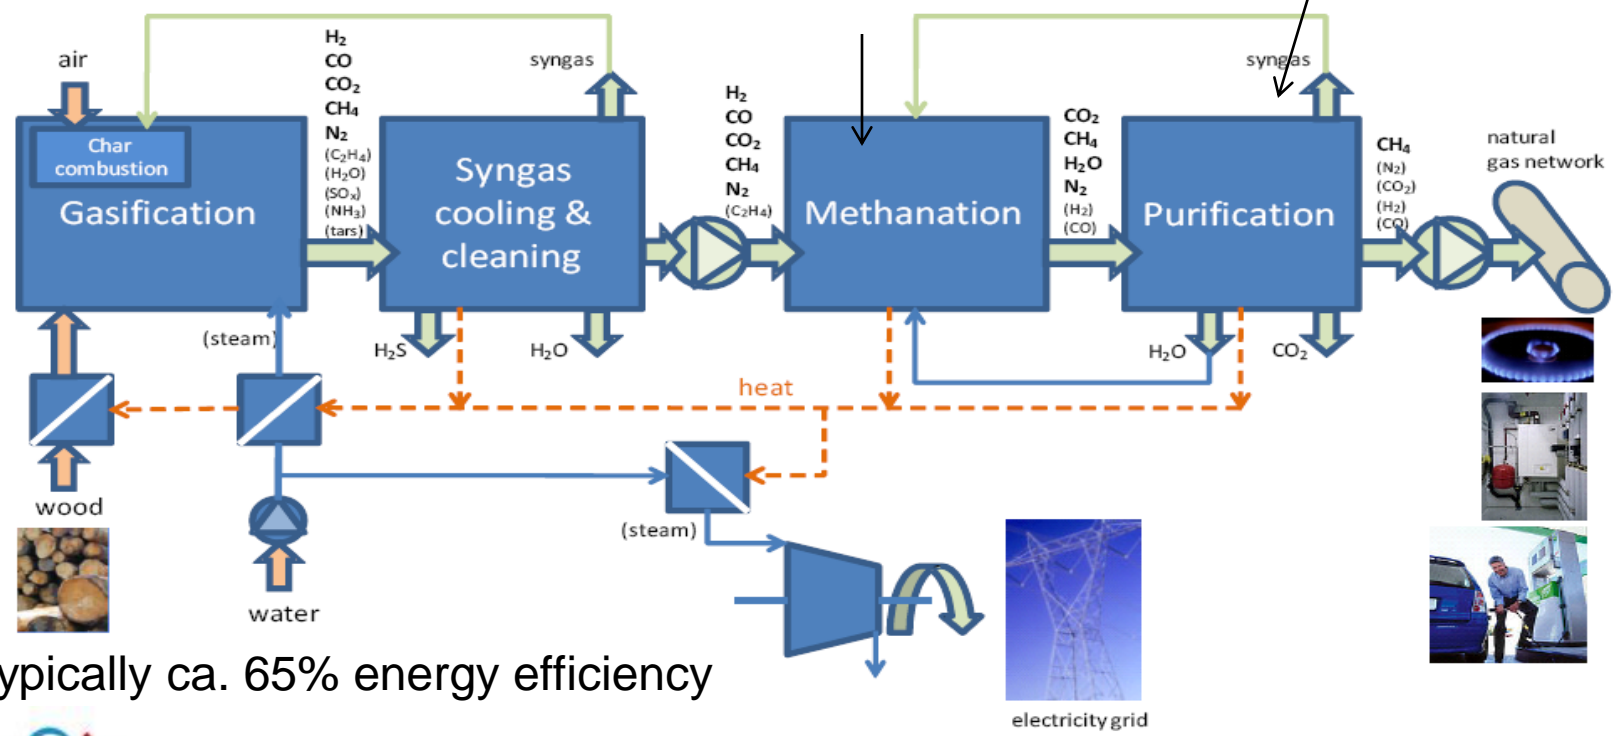 air
Char
combustion
Gasification
H₂
CO
CO₂
CH₄
N₂
(C₂H₄)
(H₂O)
(SOₓ)
(NH₃)
(tars)
syngas
Syngas
cooling &
cleaning
H₂S
H₂O
H₂
CO
CO₂
CH₄
N₂
(C₂H₄)
Methanation
CO₂
CH₄
H₂O
N₂
(H₂)
(CO)
syngas
Purification
H₂O
CO₂
CH₄
(N₂)
(CO₂)
(H₂)
(CO)
natural
gas network
(steam)
heat
wood
water
(steam)
electricity grid
ypically ca. 65% energy efficiency